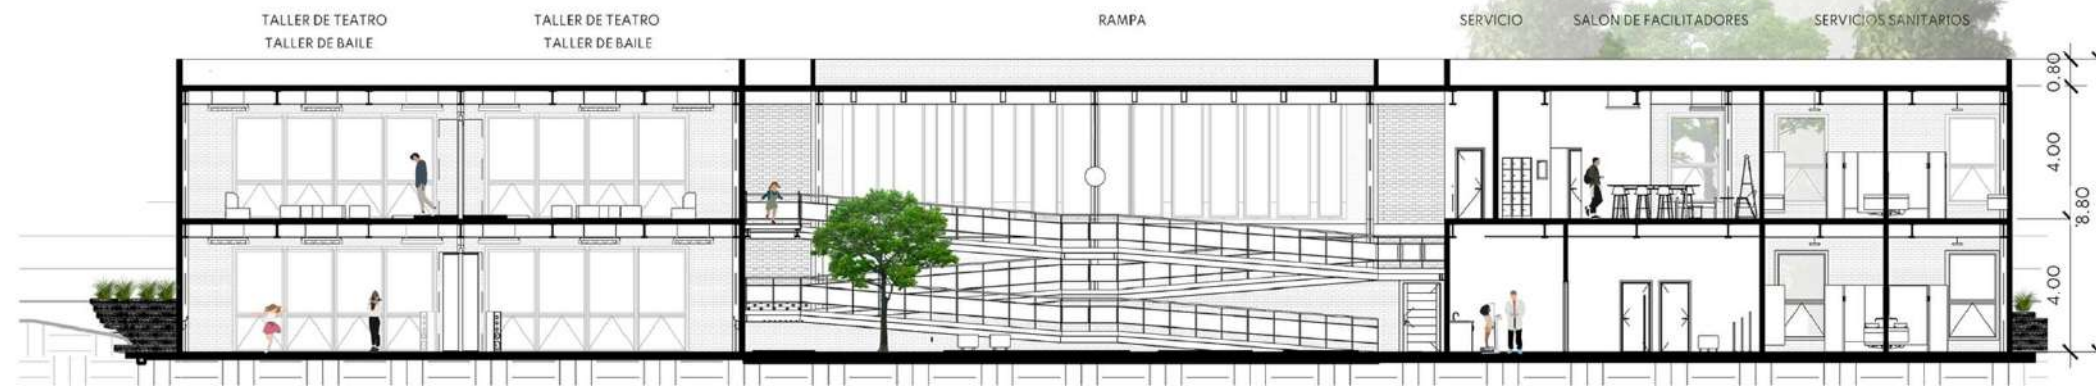 TALLER DE TEATRO
TALLER DE BAILE
TALLER DE TEATRO
TALLER DE BAILE
RAMPA
SERVICIO
SALON DE FACILITADORES
SERVICIOS SANITARIOS
0.80
4.00
8.80
4.00